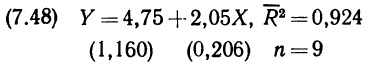 (7.48) Y = 4,75 + 2,05X, R̅² = 0,924
(1,160) (0,206) n = 9